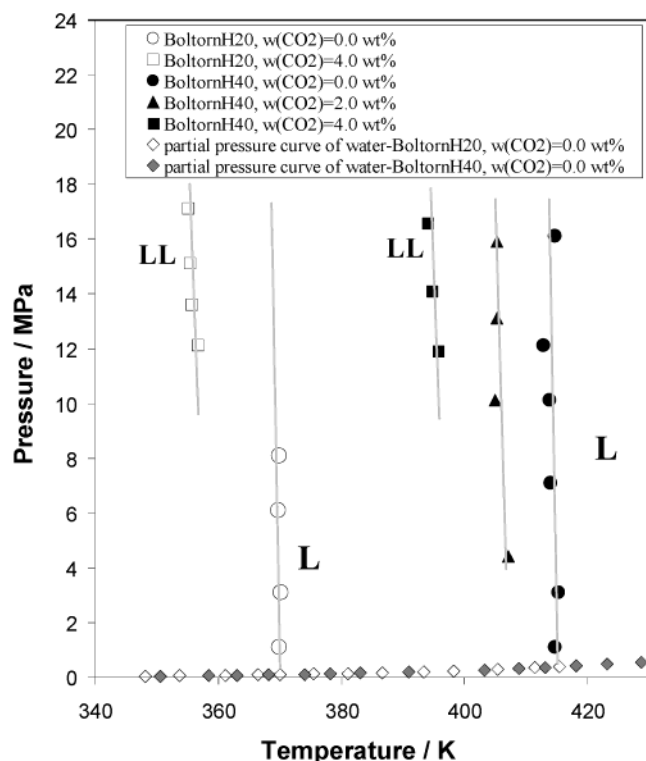 24
22
20
18
16
14
12
10
8
6
4
2
0
Pressure / MPa
BoltornH20, w(CO2)=0.0 wt%
BoltornH20, w(CO2)=4.0 wt%
BoltornH40, w(CO2)=0.0 wt%
BoltornH40, w(CO2)=2.0 wt%
BoltornH40, w(CO2)=4.0 wt%
partial pressure curve of water-BoltornH20, w(CO2)=0.0 wt%
partial pressure curve of water-BoltornH40, w(CO2)=0.0 wt%
LL
LL
L
L
340 360 380 400 420
Temperature / K